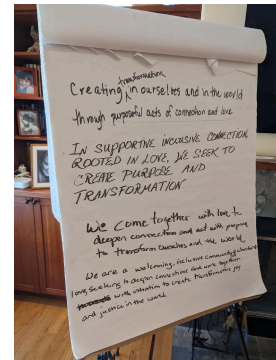 transformation
Creating in ourselves and in the world
through purposeful acts of connection and love.
IN SUPPORTIVE INCLUSIVE CONNECTION
ROOTED IN LOVE, WE SEEK TO
CREATE PURPOSE AND
TRANSFORMATION
We come together with love to
deepen connection and act with purpose
to transform ourselves and the world.
We are a welcoming, inclusive community
love, seeking to deepen connections and work together
with intention to create transformative joy
and justice in the world.